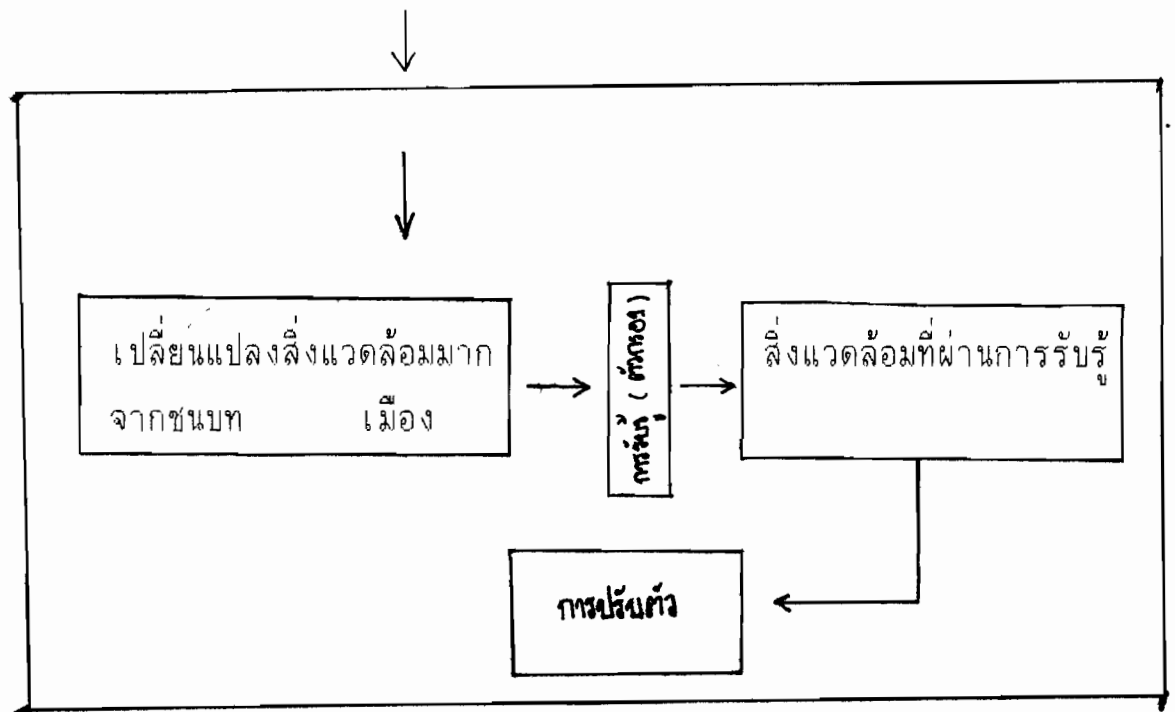 เปลี่ยนแปลงสิ่งแวดล้อมมาก
จากชนบท เมือง
การรับรู้ (ตัวกรอง)
สิ่งแวดล้อมที่ผ่านการรับรู้
การปรับตัว